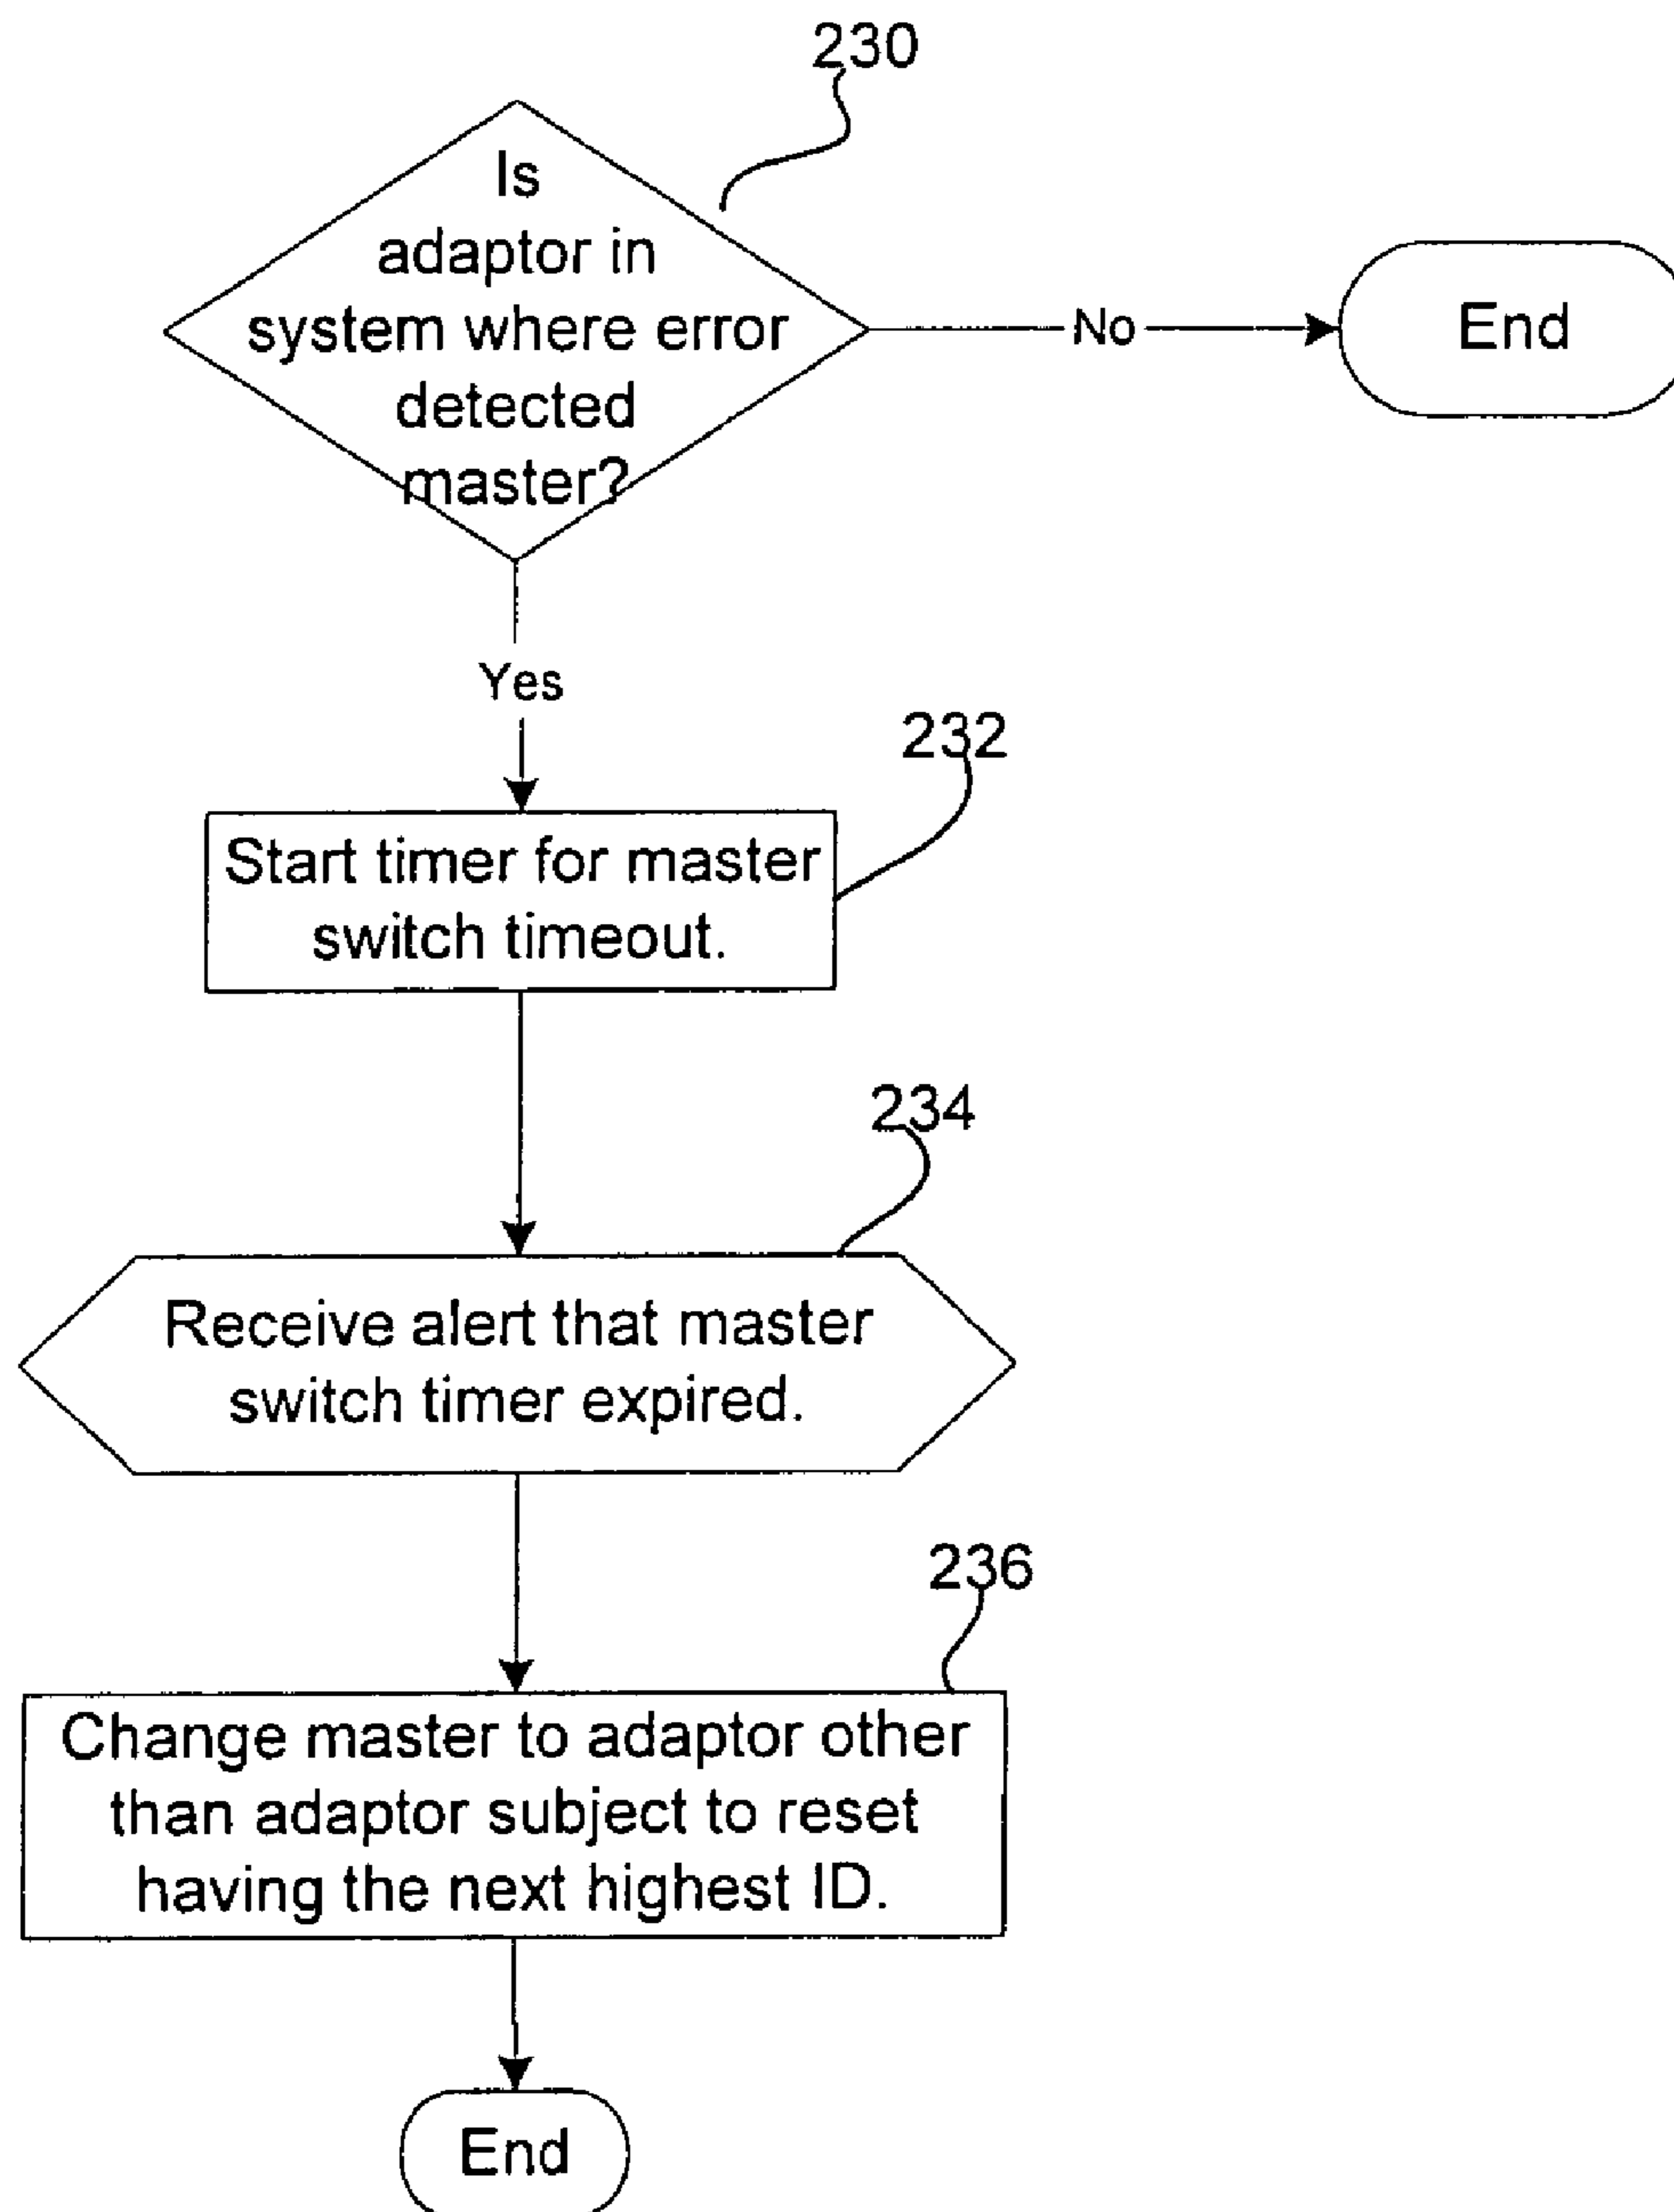 230
Is
adaptor in
system where error
detected
master?
No
End
Yes
232
Start timer for master
switch timeout.
234
Receive alert that master
switch timer expired.
236
Change master to adaptor other
than adaptor subject to reset
having the next highest ID.
End